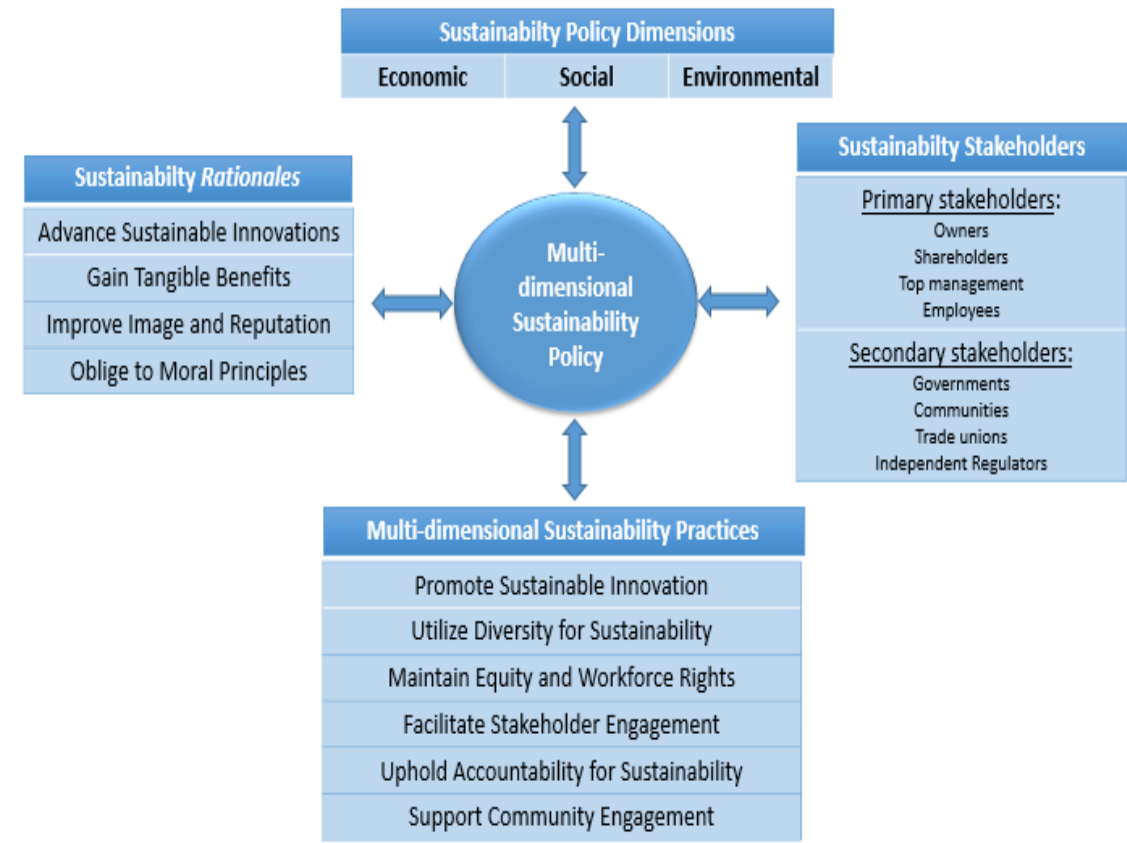 Sustainabilty Policy Dimensions
Economic Social Environmental
Sustainabilty Rationales
Advance Sustainable Innovations
Gain Tangible Benefits
Improve Image and Reputation
Oblige to Moral Principles
Multi-
dimensional
Sustainability
Policy
Sustainabilty Stakeholders
Primary stakeholders:
Owners
Shareholders
Top management
Employees
Secondary stakeholders:
Governments
Communities
Trade unions
Independent Regulators
Multi-dimensional Sustainability Practices
Promote Sustainable Innovation
Utilize Diversity for Sustainability
Maintain Equity and Workforce Rights
Facilitate Stakeholder Engagement
Uphold Accountability for Sustainability
Support Community Engagement